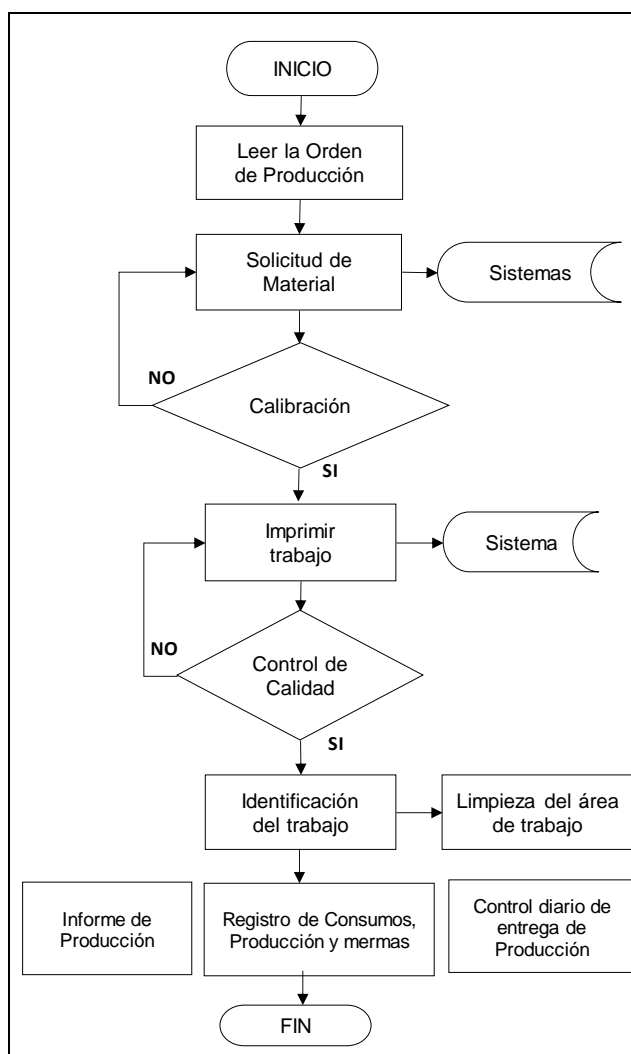 INICIO
Leer la Orden
de Producción
Solicitud de
Material
Sistemas
NO
Calibración
SI
Imprimir
trabajo
Sistema
NO
Control de
Calidad
SI
Identificación
del trabajo
Limpieza del área
de trabajo
Informe de
Producción
Registro de Consumos,
Producción y mermas
Control diario de
entrega de
Producción
FIN